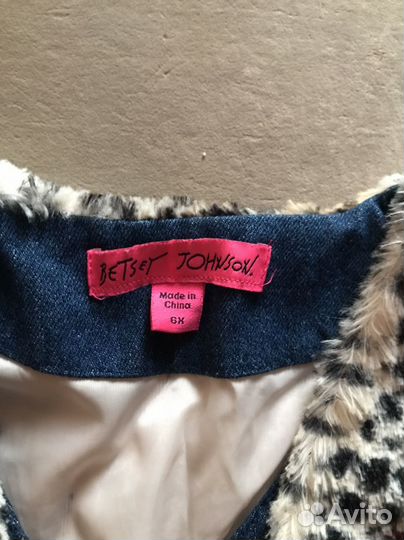 BETSEY JOHNSON.
Made in
China
6X
Avito